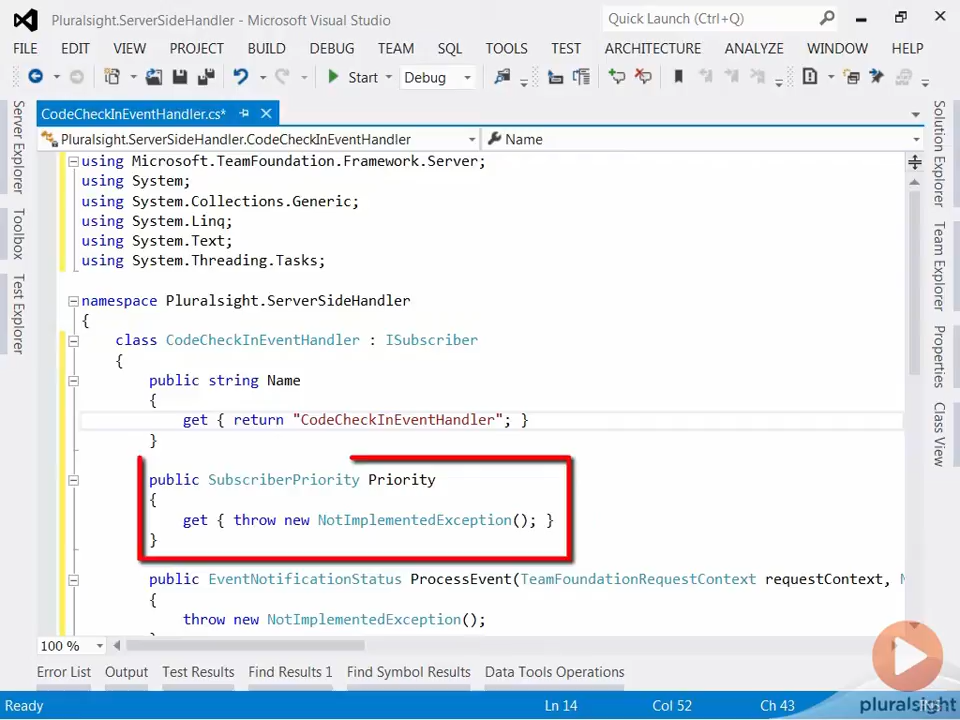 Pluralsight.ServerSideHandler - Microsoft Visual Studio
Quick Launch (Ctrl+Q)
FILE EDIT VIEW PROJECT BUILD DEBUG TEAM SQL TOOLS TEST ARCHITECTURE ANALYZE WINDOW HELP
Start Debug
CodeCheckInEventHandler.cs*
Pluralsight.ServerSideHandler.CodeCheckInEventHandler Name
using Microsoft.TeamFoundation.Framework.Server;
using System;
using System.Collections.Generic;
using System.Linq;
using System.Text;
using System.Threading.Tasks;
namespace Pluralsight.ServerSideHandler
{
class CodeCheckInEventHandler : ISubscriber
{
public string Name
{
get { return "CodeCheckInEventHandler"; }
}
public SubscriberPriority Priority
{
get { throw new NotImplementedException(); }
}
public EventNotificationStatus ProcessEvent(TeamFoundationRequestContext requestContext,
{
throw new NotImplementedException();
100 %
Error List Output Test Results Find Results 1 Find Symbol Results Data Tools Operations
Ready Ln 14 Col 52 Ch 43
Server Explorer
Toolbox
Test Explorer
Solution Explorer
Team Explorer
Properties
Class View
pluralsight